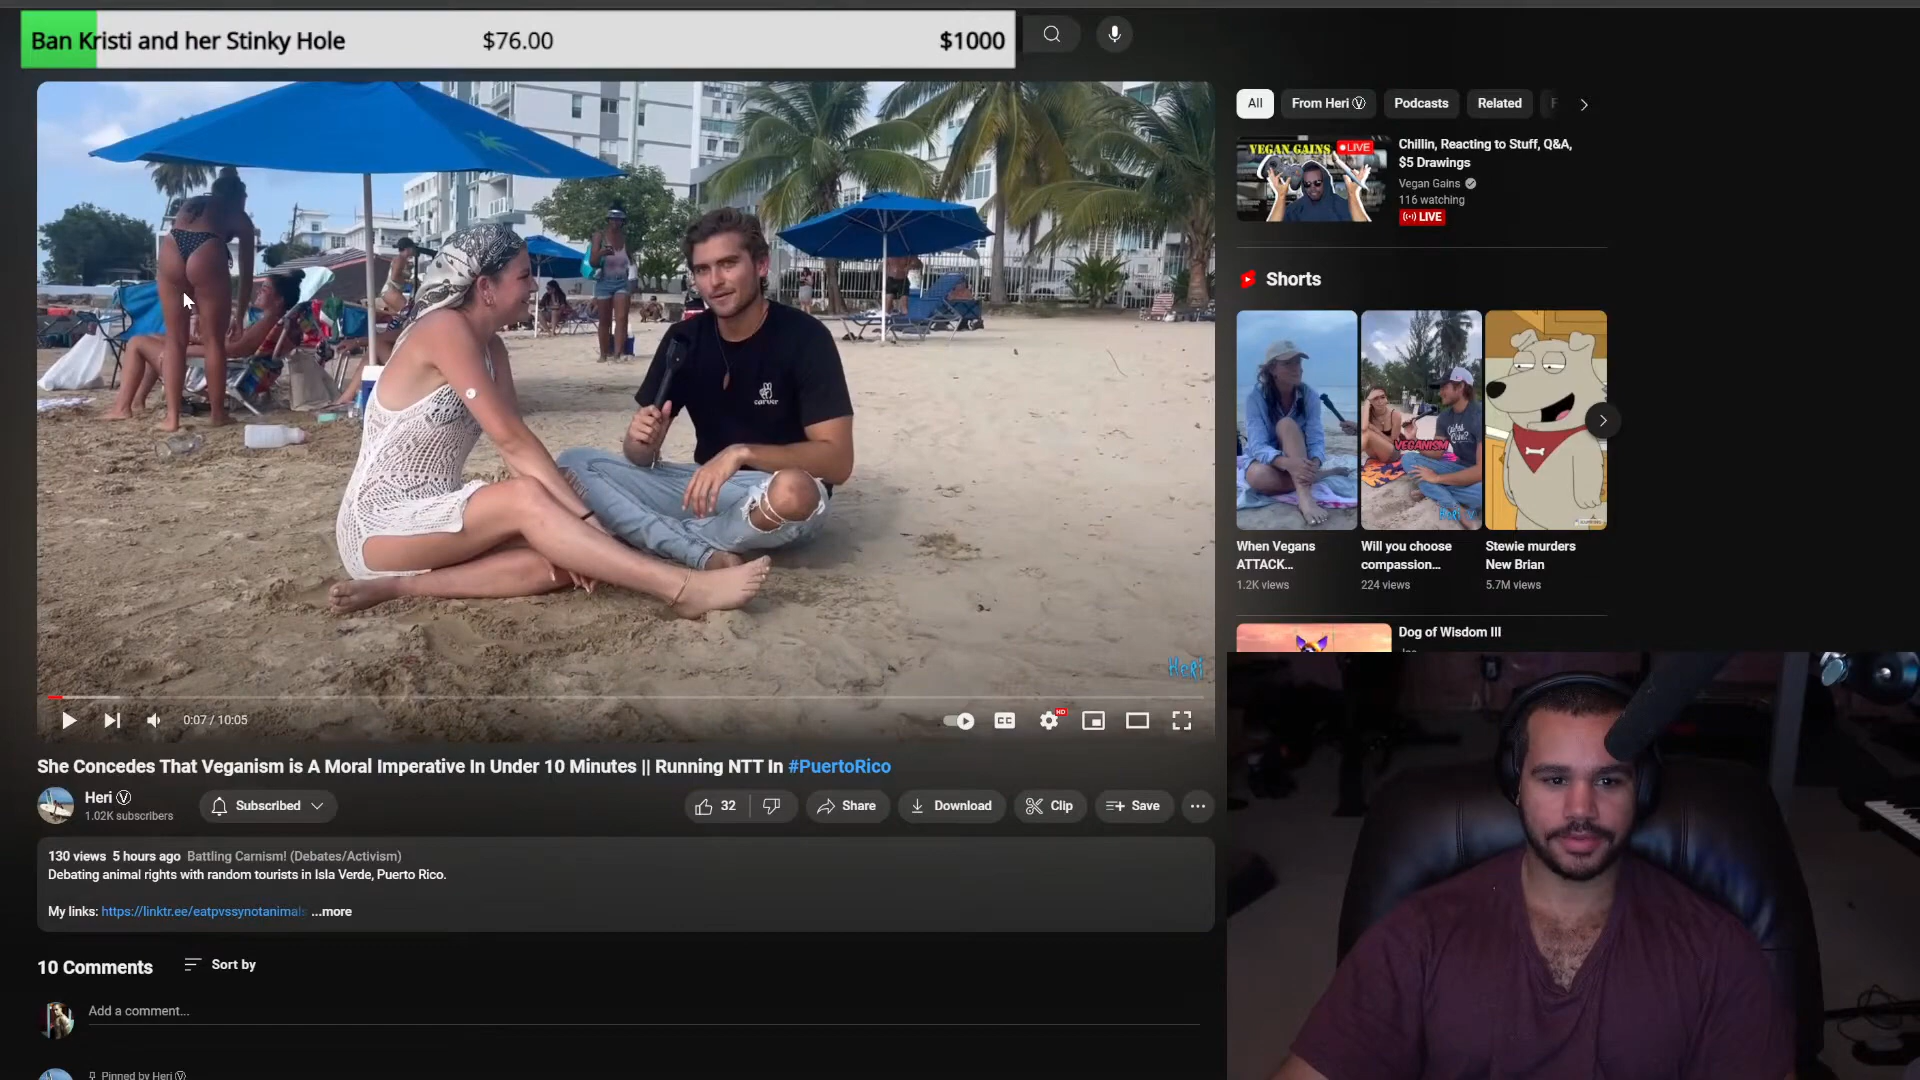 Ban Kristi and her Stinky Hole $76.00 $1000
All From Heri Ⓥ Podcasts Related
VEGAN GAINS LIVE
Chillin, Reacting to Stuff, Q&A,
$5 Drawings
Vegan Gains
116 watching
LIVE
Shorts
carver
VEGANISM
Heri V
When Vegans
ATTACK...
1.2K views
Will you choose
compassion...
224 views
Stewie murders
New Brian
5.7M views
Dog of Wisdom III
Heri
0:07 / 10:05
CC HD
She Concedes That Veganism is A Moral Imperative In Under 10 Minutes || Running NTT In #PuertoRico
Heri Ⓥ
1.02K subscribers
Subscribed
32 Share Download Clip Save
130 views 5 hours ago Battling Carnism! (Debates/Activism)
Debating animal rights with random tourists in Isla Verde, Puerto Rico.
My links: https://linktr.ee/eatpvssynotanimals ...more
10 Comments Sort by
Add a comment...
Pinned by Heri Ⓥ